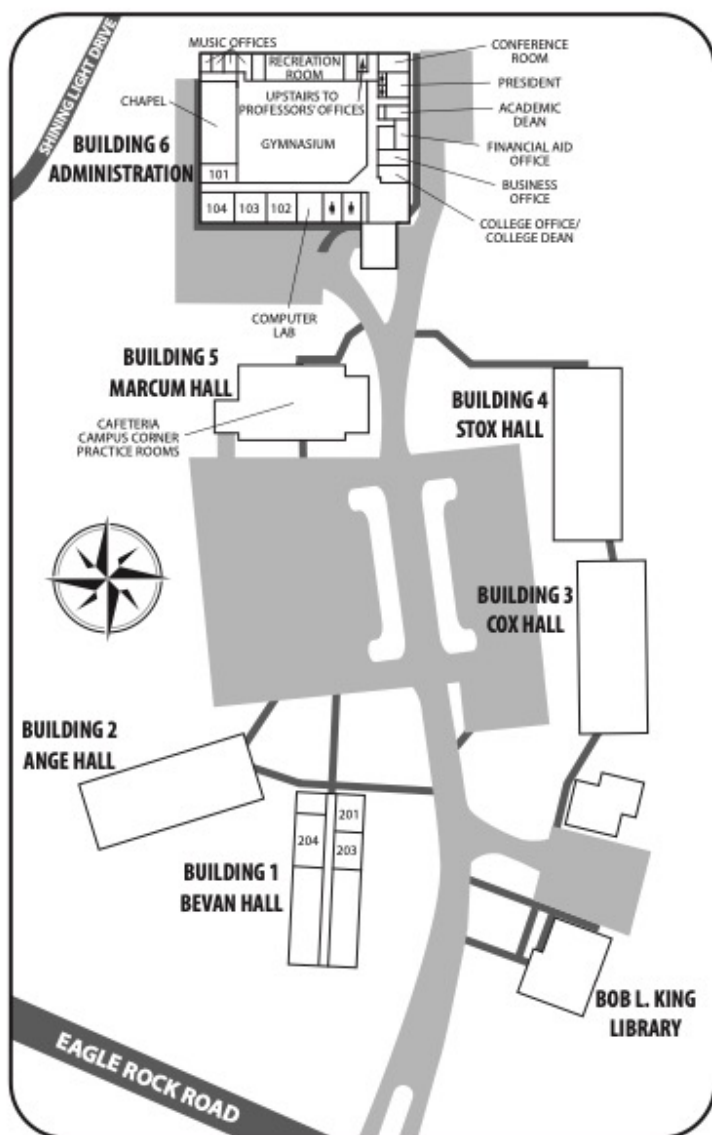 SHINING LIGHT DRIVE
MUSIC OFFICES
RECREATION
ROOM
CONFERENCE
ROOM
PRESIDENT
CHAPEL
UPSTAIRS TO
PROFESSORS' OFFICES
ACADEMIC
DEAN
BUILDING 6
ADMINISTRATION
GYMNASIUM
FINANCIAL AID
OFFICE
101
BUSINESS
OFFICE
104
103
102
COLLEGE OFFICE/
COLLEGE DEAN
COMPUTER
LAB
BUILDING 5
MARCUM HALL
CAFETERIA
CAMPUS CORNER
PRACTICE ROOMS
BUILDING 4
STOX HALL
BUILDING 3
COX HALL
BUILDING 2
ANGE HALL
201
204
203
BUILDING 1
BEVAN HALL
BOB L. KING
LIBRARY
EAGLE ROCK ROAD